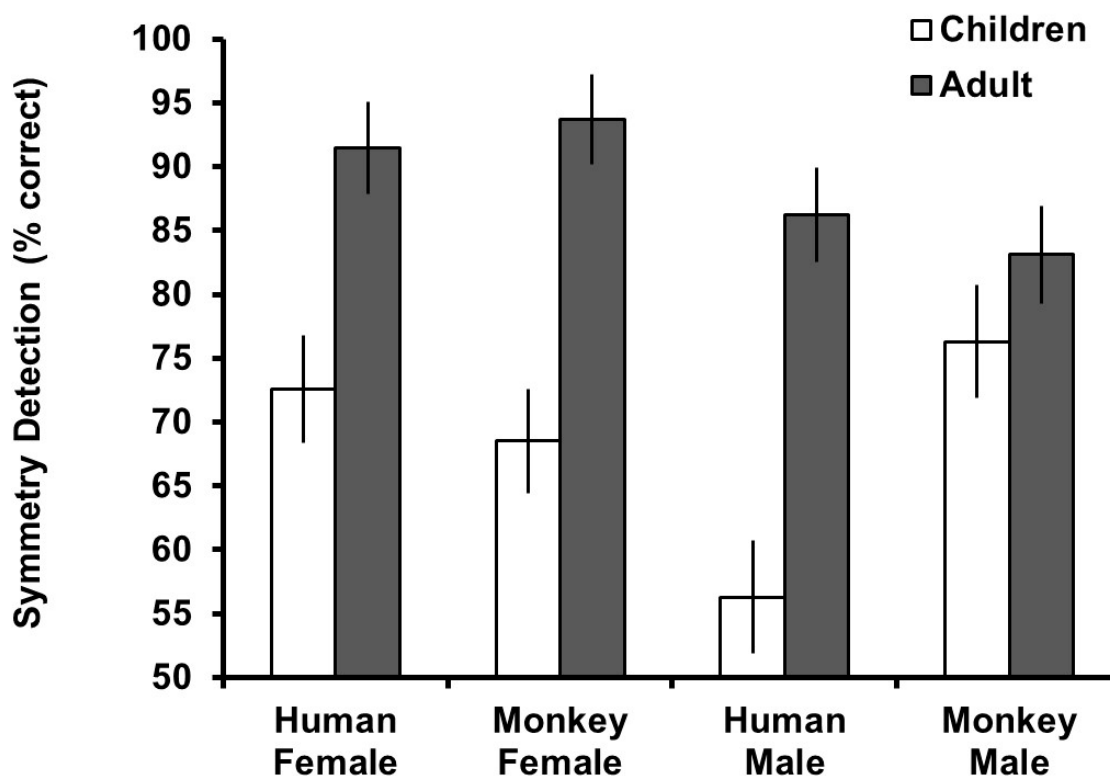 Children
Adult
Symmetry Detection (% correct)
100
95
90
85
80
75
70
65
60
55
50
Human Female
Monkey Female
Human Male
Monkey Male